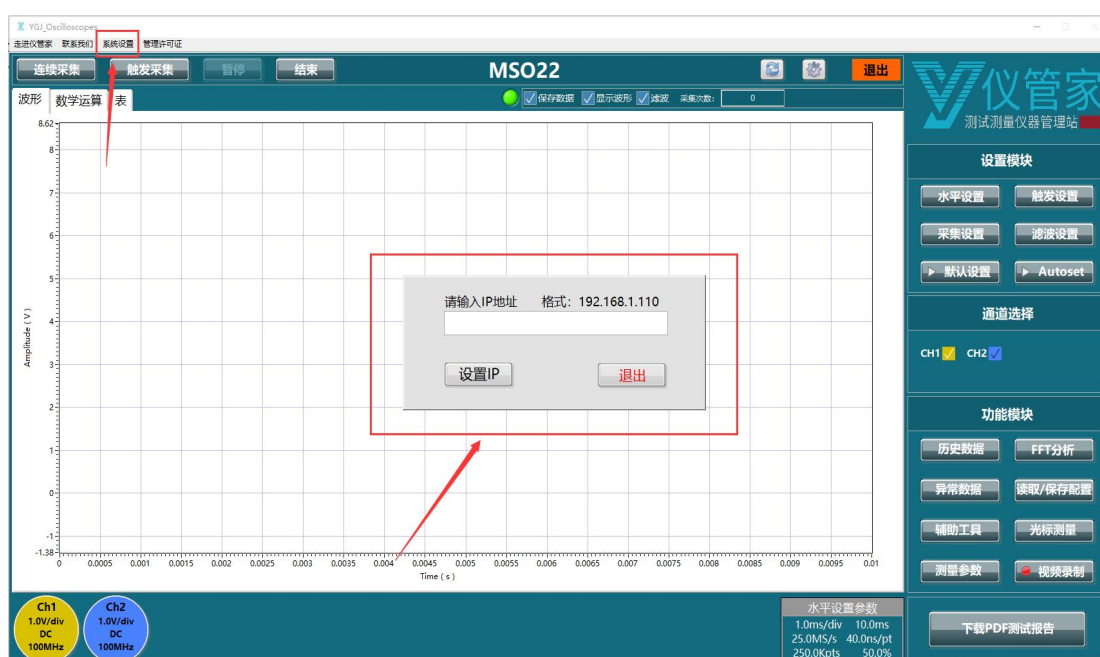 YGJ_Oscilloscopes
走进仪管家 联系我们 系统设置 管理许可证
连续采集 触发采集 暂停 结束 MSO22 退出
波形 数学运算 表
保存数据 显示波形 滤波 采集次数: 0
仪管家
测试测量仪器管理站
设置模块
水平设置 触发设置
采集设置 滤波设置
默认设置 Autoset
通道选择
CH1 CH2
功能模块
历史数据 FFT分析
异常数据 读取/保存配置
辅助工具 光标测量
测量参数 视频录制
下载PDF测试报告
8.62
8
7
6
5
4
3
2
1
0
-1
-1.38
Amplitude ( V )
请输入IP地址 格式: 192.168.1.110
设置IP 退出
0 0.0005 0.001 0.0015 0.002 0.0025 0.003 0.0035 0.004 0.0045 0.005 0.0055 0.006 0.0065 0.007 0.0075 0.008 0.0085 0.009 0.0095 0.01
Time ( s )
Ch1
1.0V/div
DC
100MHz
Ch2
1.0V/div
DC
100MHz
水平设置参数
1.0ms/div 10.0ms
25.0MS/s 40.0ns/pt
250.0Kpts 50.0%